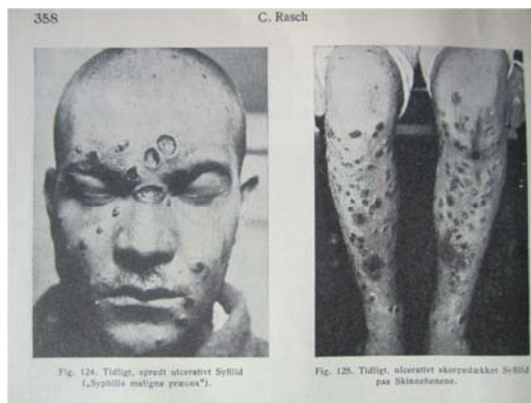 358
C. Rasch
Fig. 124. Tidligt, spredt ulcerativt Syfilid
(„Syphilis maligna præcox").
Fig. 125. Tidligt, ulcerativt skorpedækket Syfilid
paa Skinnebenene.